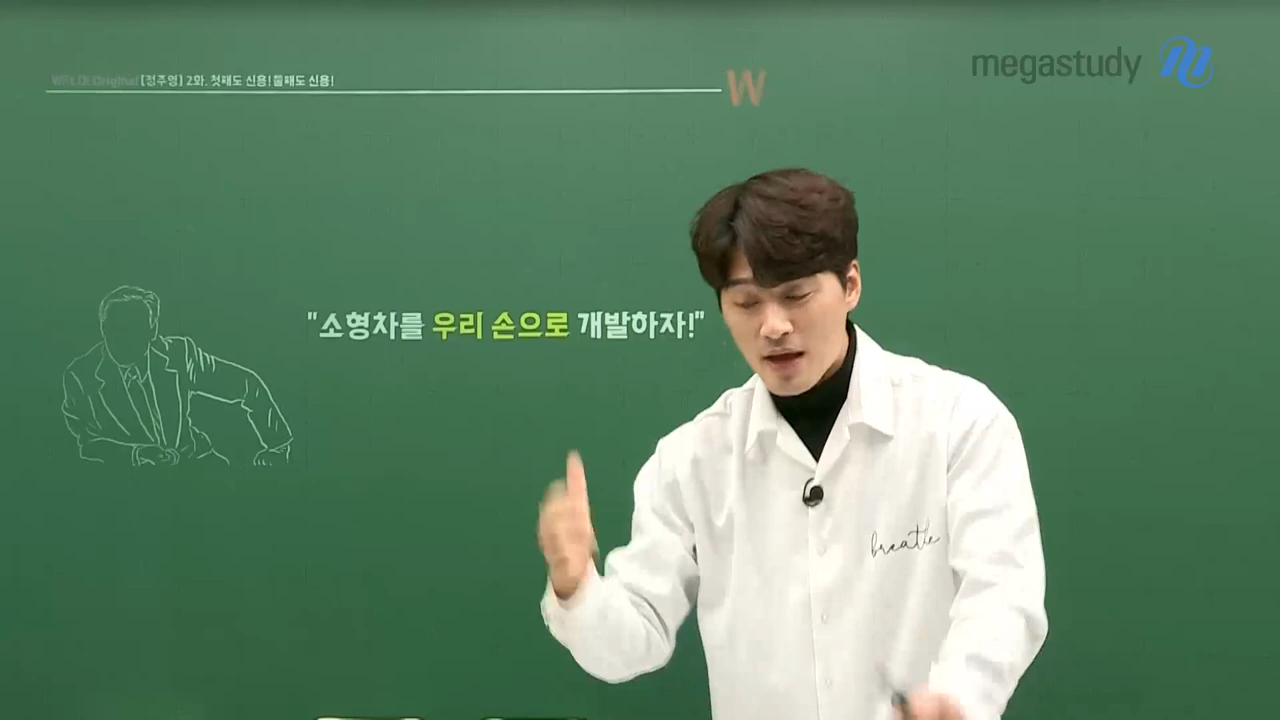 [정주영] 2화. 첫째도 신용! 둘째도 신용!
W
megastudy
"소형차를 우리 손으로 개발하자!"
breathe